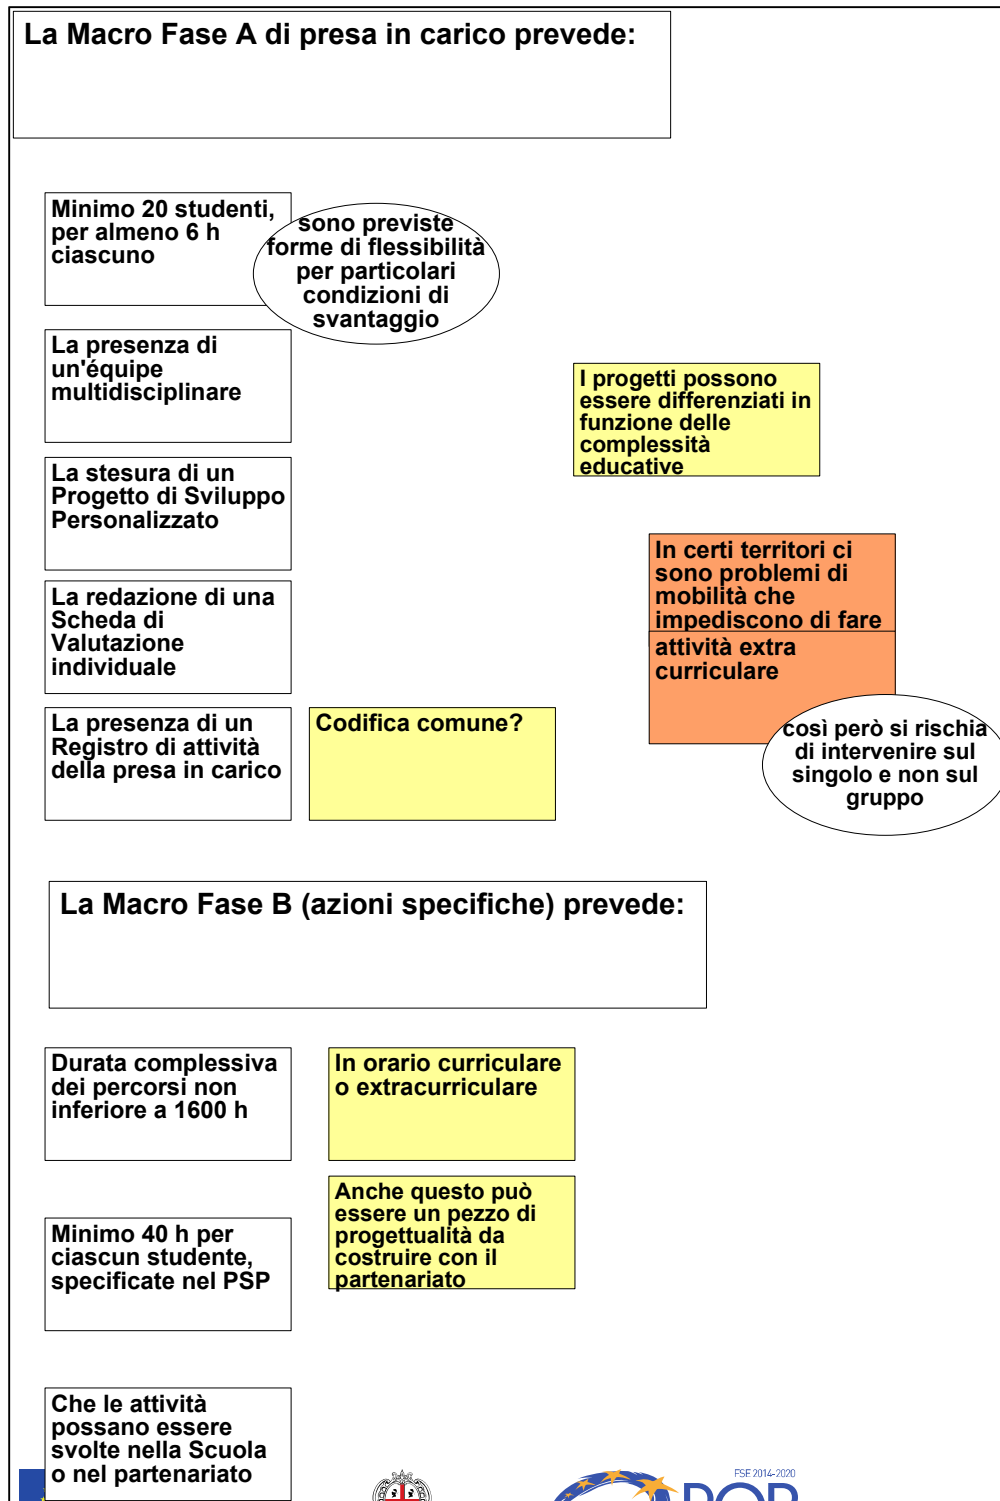 La Macro Fase A di presa in carico prevede:
Minimo 20 studenti,
per almeno 6 h
ciascuno
sono previste
forme di flessibilità
per particolari
condizioni di
svantaggio
La presenza di
un'équipe
multidisciplinare
I progetti possono
essere differenziati in
funzione delle
complessità
educative
La stesura di un
Progetto di Sviluppo
Personalizzato
In certi territori ci
sono problemi di
mobilità che
impediscono di fare
attività extra
curriculare
La redazione di una
Scheda di
Valutazione
individuale
La presenza di un
Registro di attività
della presa in carico
Codifica comune?
così però si rischia
di intervenire sul
singolo e non sul
gruppo
La Macro Fase B (azioni specifiche) prevede:
Durata complessiva
dei percorsi non
inferiore a 1600 h
In orario curriculare
o extracurriculare
Anche questo può
essere un pezzo di
progettualità da
costruire con il
partenariato
Minimo 40 h per
ciascun studente,
specificate nel PSP
Che le attività
possano essere
svolte nella Scuola
o nel partenariato
FSE 2014-2020
POR